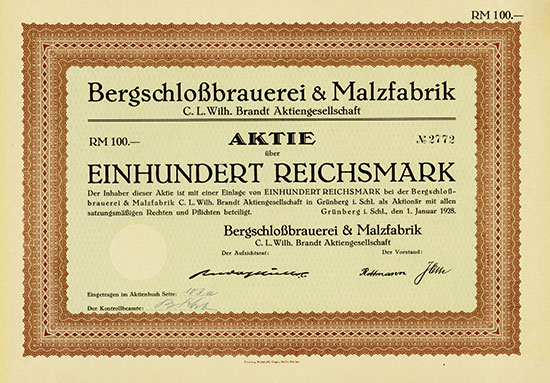 RM 100.—
Bergschloßbrauerei & Malzfabrik
C. L. Wilh. Brandt Aktiengesellschaft
RM 100.— AKTIE № 2772
über
EINHUNDERT REICHSMARK
Der Inhaber dieser Aktie ist mit einer Einlage von EINHUNDERT REICHSMARK bei der Bergschloß-
brauerei & Malzfabrik C. L. Wilh. Brandt Aktiengesellschaft in Grünberg i. Schl. als Aktionär mit allen
satzungsmäßigen Rechten und Pflichten beteiligt. Grünberg i. Schl., den 1. Januar 1928.
Bergschloßbrauerei & Malzfabrik
C. L. Wilh. Brandt Aktiengesellschaft
Der Aufsichtsrat: Der Vorstand:
Rottmann
Eingetragen im Aktienbuch Seite:
Der Kontrollbeamte: